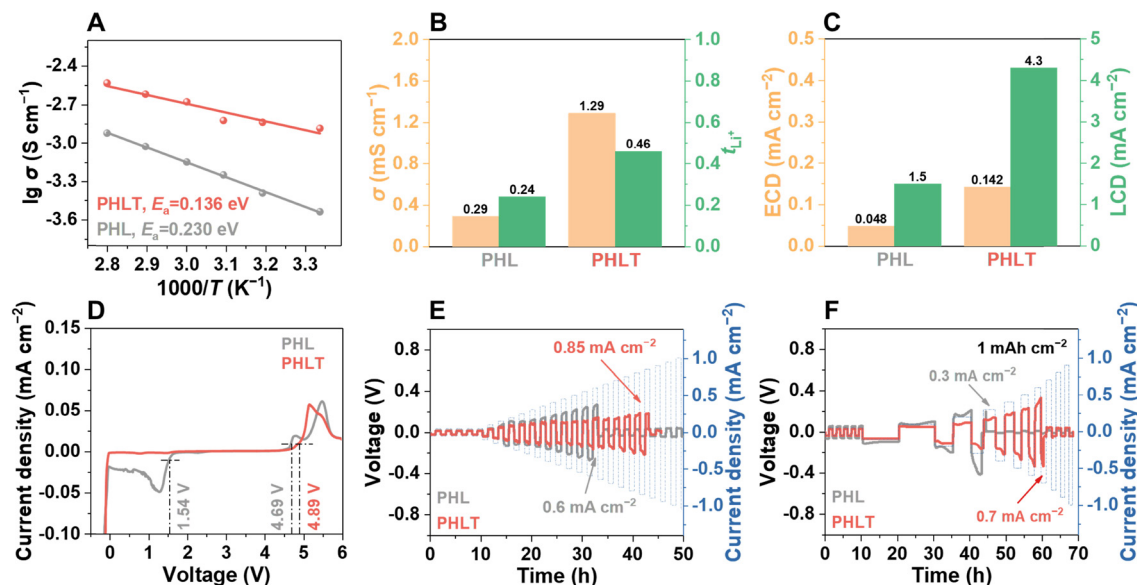 A
lg σ (S cm⁻¹)
-2.4
-2.7
-3.0
-3.3
-3.6
PHLT, Eₐ=0.136 eV
PHL, Eₐ=0.230 eV
2.8 2.9 3.0 3.1 3.2 3.3
1000/T (K⁻¹)
B
σ (mS cm⁻¹)
2.0
1.6
1.2
0.8
0.4
0.0
0.29
0.24
1.29
0.46
PHL PHLT
1.0
0.8
0.6
0.4
0.2
0.0
t Li⁺
C
ECD (mA cm⁻²)
0.5
0.4
0.3
0.2
0.1
0.0
0.048
1.5
0.142
4.3
PHL PHLT
5
4
3
2
1
0
LCD (mA cm⁻²)
D
Current density (mA cm⁻²)
0.15
0.10
0.05
0.00
-0.05
-0.10
PHL
PHLT
1.54 V
4.69 V
4.89 V
0 1 2 3 4 5 6
Voltage (V)
E
Voltage (V)
0.8
0.4
0.0
-0.4
-0.8
0.85 mA cm⁻²
0.6 mA cm⁻²
PHL
PHLT
0 10 20 30 40 50
Time (h)
1.0
0.5
0.0
-0.5
-1.0
Current density (mA cm⁻²)
F
Voltage (V)
0.8
0.4
0.0
-0.4
-0.8
1 mAh cm⁻²
0.3 mA cm⁻²
0.7 mA cm⁻²
PHL
PHLT
0 10 20 30 40 50 60 70
Time (h)
1.0
0.5
0.0
-0.5
-1.0
Current density (mA cm⁻²)